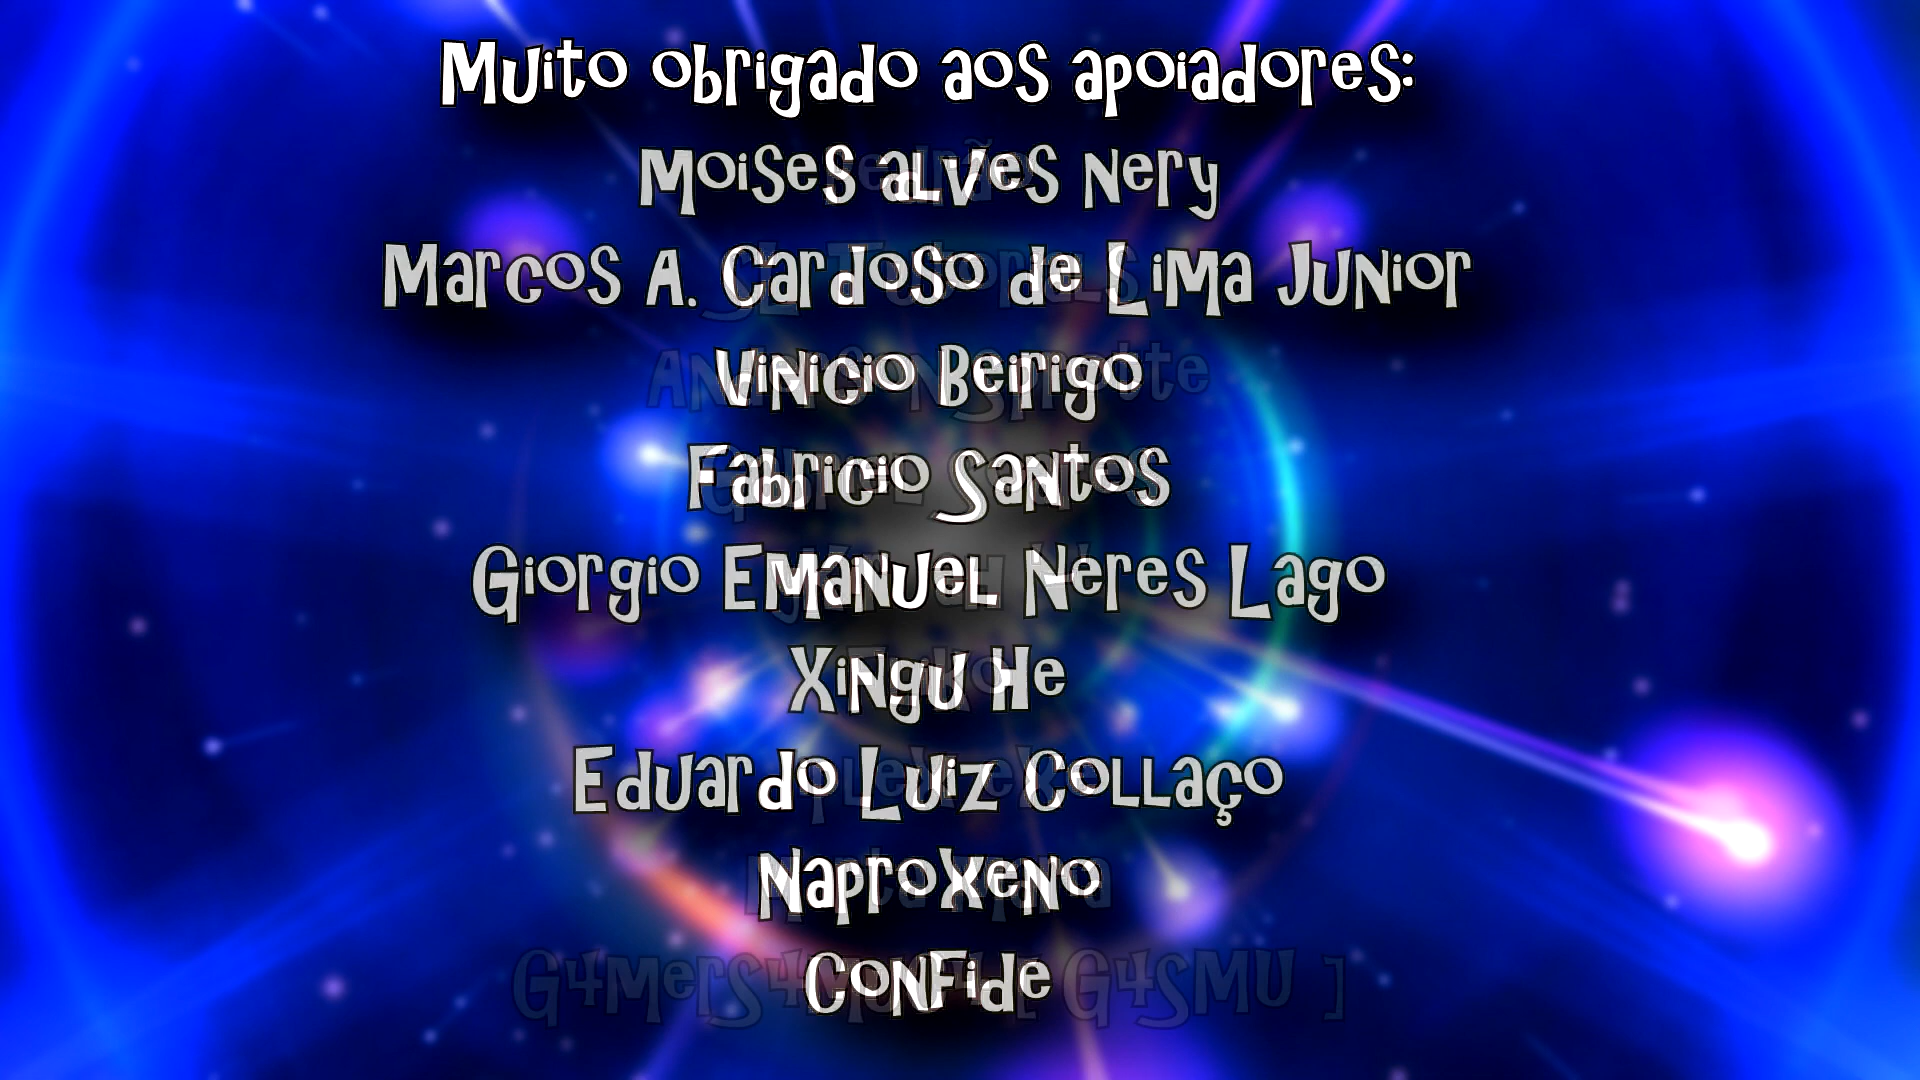 Muito obrigado aos apoiadores:
Moises alves Nery
Marcos A. Cardoso de Lima Junior
Vinicio Beirigo
Fabricio Santos
Giorgio Emanuel Neres Lago
Xingu He
Eduardo Luiz Collaço
Naproxeno
Confide
G4SMU ]